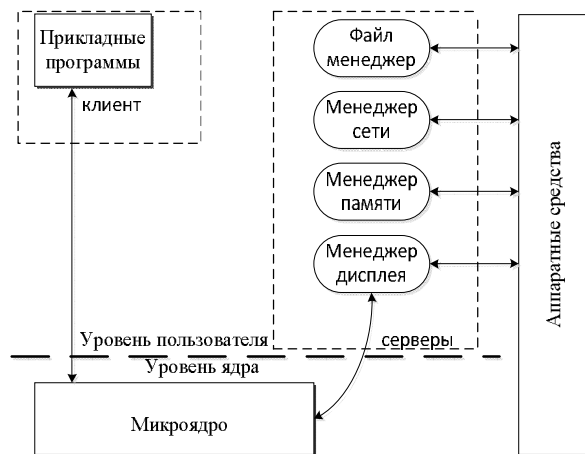 Прикладные
программы
клиент
Файл
менеджер
Менеджер
сети
Менеджер
памяти
Менеджер
дисплея
серверы
Аппаратные средства
Уровень пользователя
Уровень ядра
Микроядро